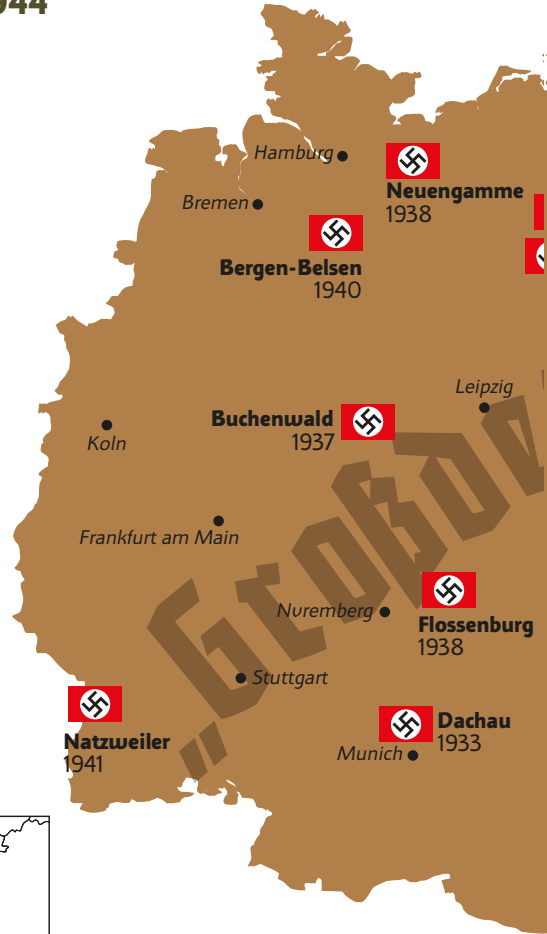 944
Hamburg
Neuengamme
1938
Bremen
Bergen-Belsen
1940
Leipzig
Buchenwald
1937
Koln
Frankfurt am Main
„Großd
Nuremberg
Flossenburg
1938
Stuttgart
Natzweiler
1941
Dachau
1933
Munich